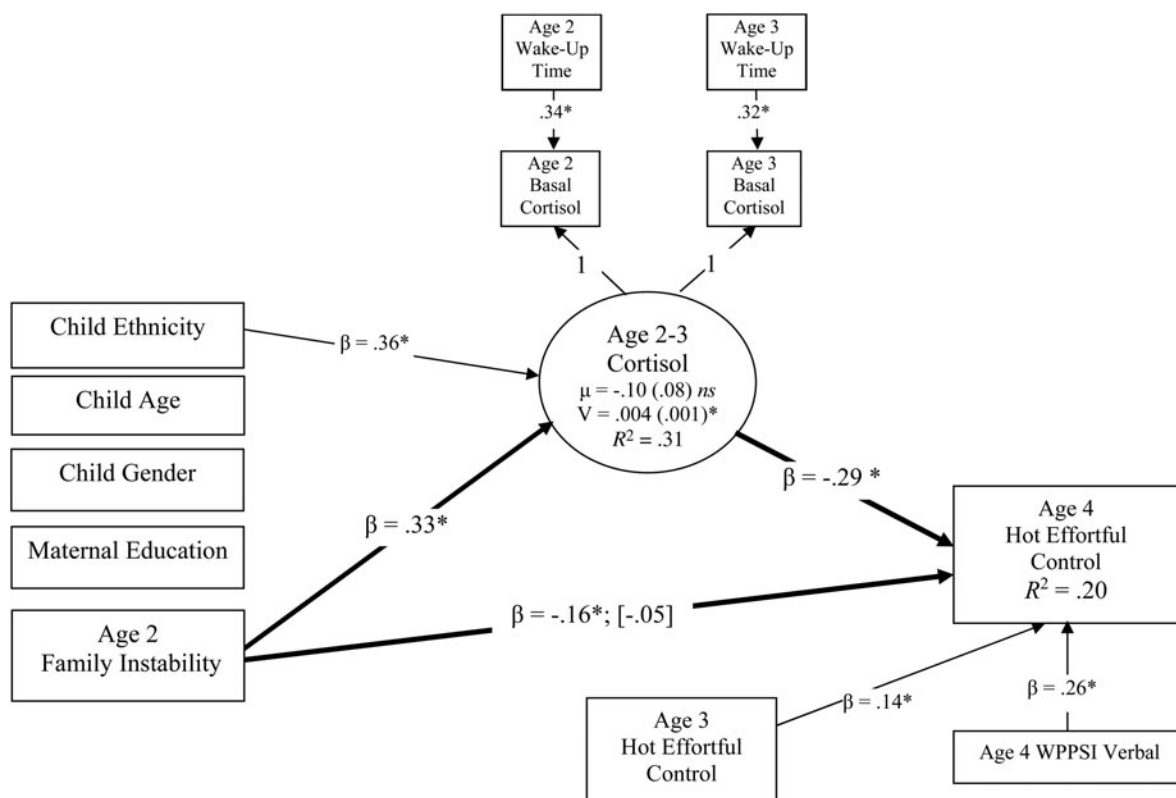 Age 2
Wake-Up
Time
Age 3
Wake-Up
Time
.34*
.32*
Age 2
Basal
Cortisol
Age 3
Basal
Cortisol
1
1
Child Ethnicity
β = .36*
Age 2-3
Cortisol
μ = -.10 (.08) ns
V = .004 (.001)*
R² = .31
Child Age
Child Gender
β = -.29 *
Maternal Education
β = .33*
Age 4
Hot Effortful
Control
R² = .20
Age 2
Family Instability
β = -.16*; [-.05]
β = .14*
β = .26*
Age 3
Hot Effortful
Control
Age 4 WPPSI Verbal